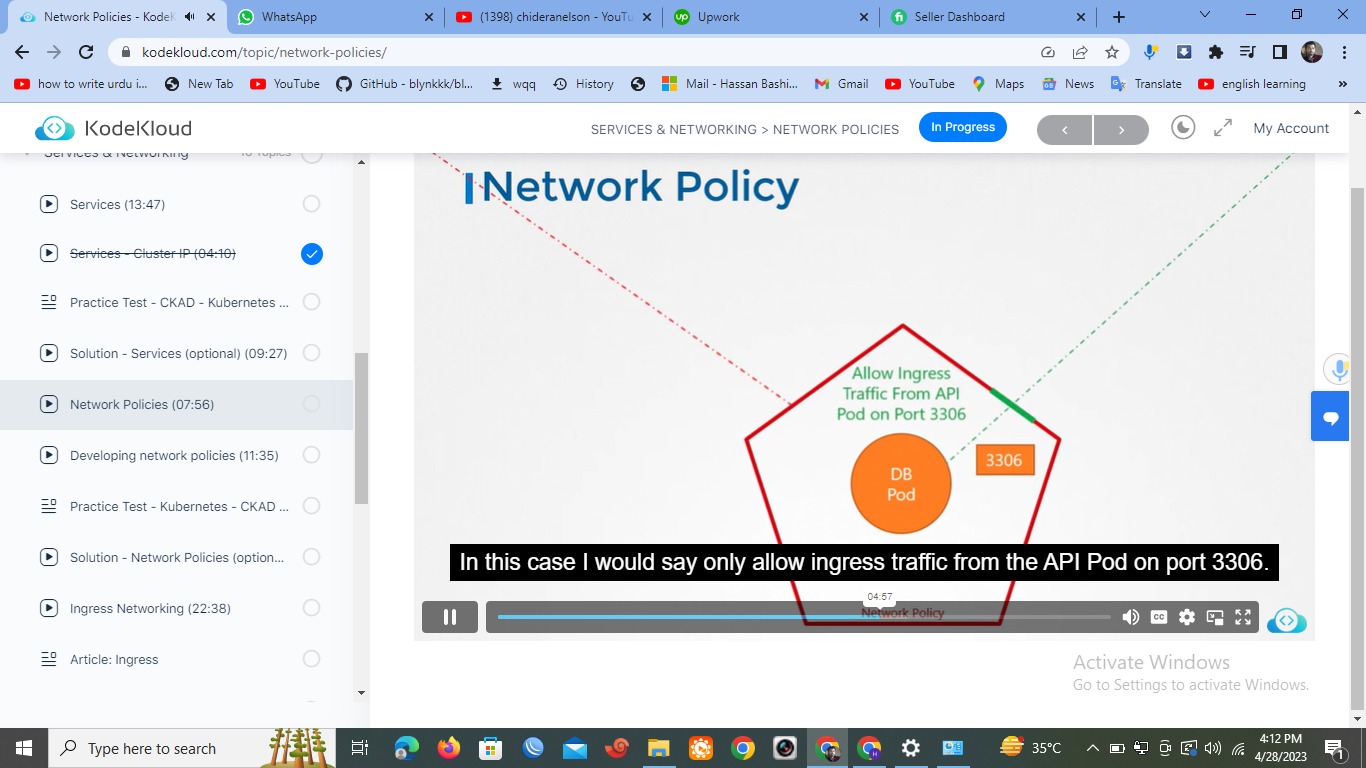 Network Policies - KodeK
WhatsApp
(1398) chideranelson - YouTu
Upwork
Seller Dashboard
kodekloud.com/topic/network-policies/
how to write urdu i...
New Tab
YouTube
GitHub - blynkkk/bl...
wqq
History
Mail - Hassan Bashi...
Gmail
YouTube
Maps
News
Translate
english learning
»
KodeKloud
SERVICES & NETWORKING > NETWORK POLICIES
In Progress
My Account
Services & Networking
10 Topics
Services (13:47)
Services - Cluster IP (04:10)
Practice Test - CKAD - Kubernetes ...
Solution - Services (optional) (09:27)
Network Policies (07:56)
Developing network policies (11:35)
Practice Test - Kubernetes - CKAD ...
Solution - Network Policies (option...
Ingress Networking (22:38)
Article: Ingress
Network Policy
Allow Ingress
Traffic From API
Pod on Port 3306
DB
Pod
3306
In this case I would say only allow ingress traffic from the API Pod on port 3306.
04:57
Network Policy
CC
Activate Windows
Go to Settings to activate Windows.
Type here to search
35°C
4:12 PM
4/28/2023
1